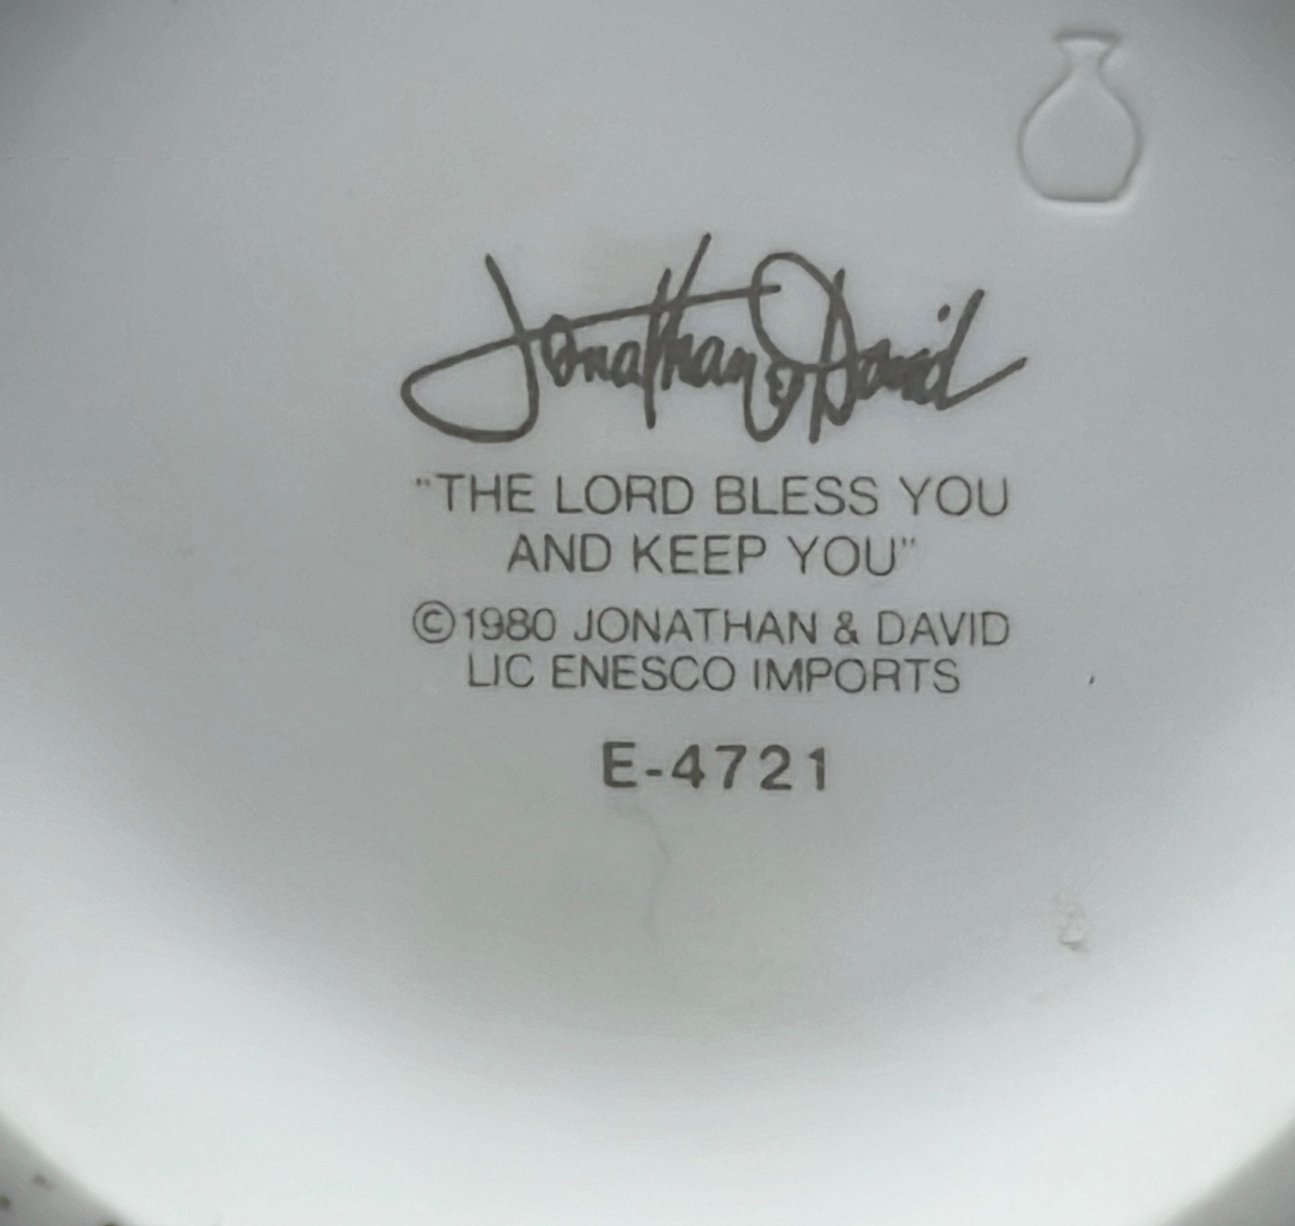 Jonathan & David
"THE LORD BLESS YOU
AND KEEP YOU"
©1980 JONATHAN & DAVID
LIC ENESCO IMPORTS
E-4721